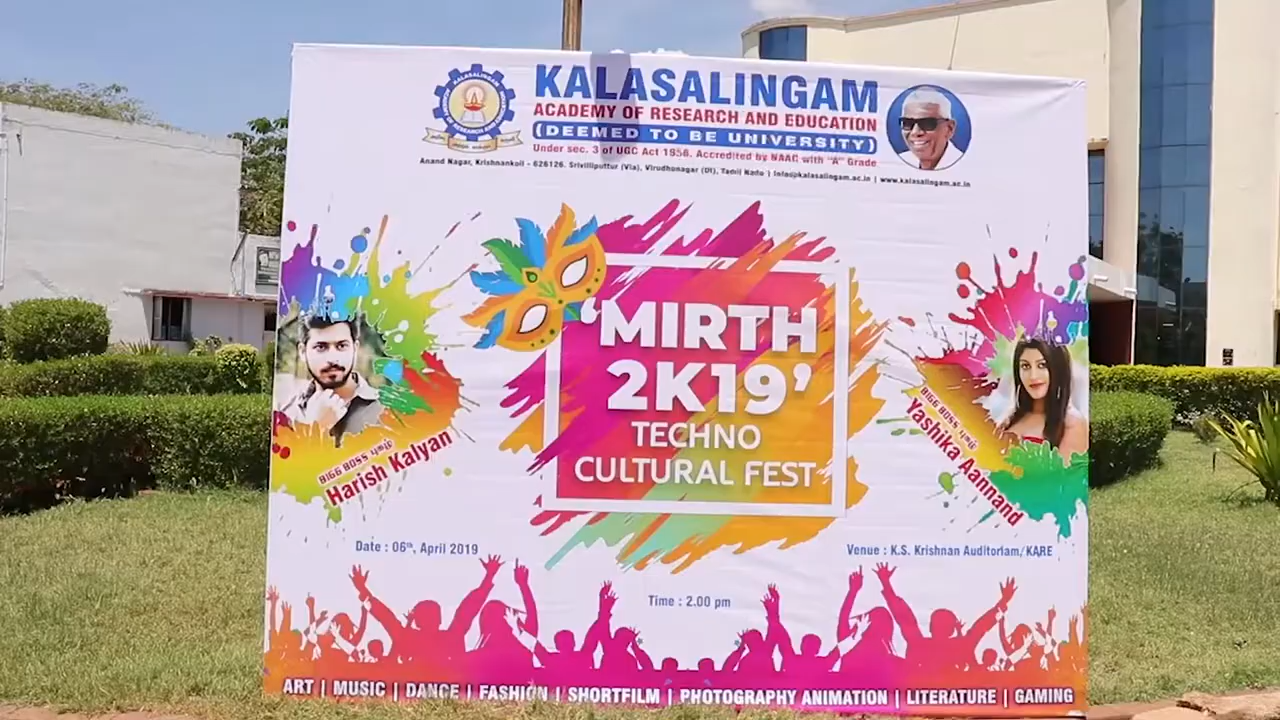 KALASALINGAM
ACADEMY OF RESEARCH AND EDUCATION
(DEEMED TO BE UNIVERSITY)
Under sec. 3 of UGC Act 1956. Accredited by NAAC with "A" Grade
Anand Nagar, Krishnankoil - 626126. Srivilliputtur (Via), Virudhunagar (Dt), Tamil Nadu | info@kalasalingam.ac.in | www.kalasalingam.ac.in
'MIRTH
2K19'
TECHNO
CULTURAL FEST
BIGG BOSS புகழ்
Harish Kalyan
BIGG BOSS புகழ்
Yashika Aannand
Date : 06th, April 2019
Venue : K.S. Krishnan Auditoriam/KARE
Time : 2.00 pm
ART | MUSIC | DANCE | FASHION | SHORTFILM | PHOTOGRAPHY ANIMATION | LITERATURE | GAMING